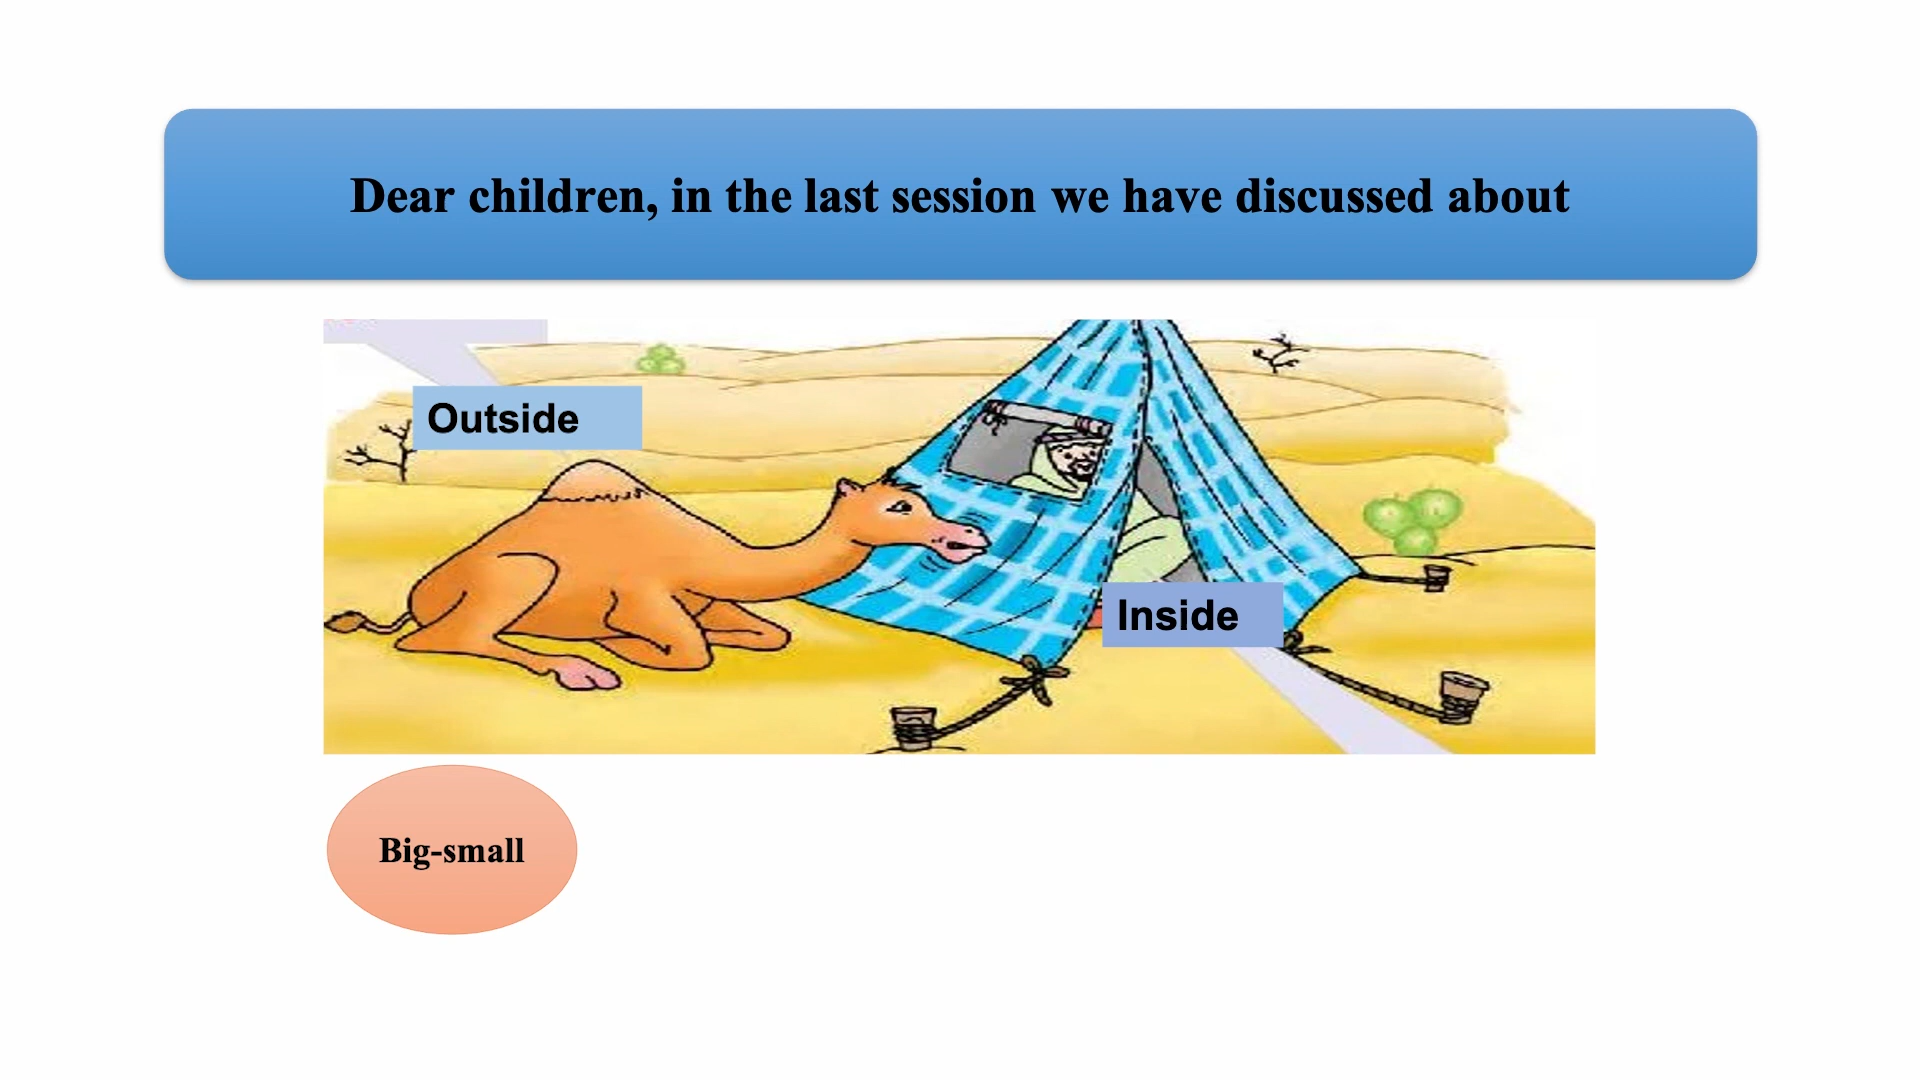 Dear children, in the last session we have discussed about
Outside
Inside
Big-small